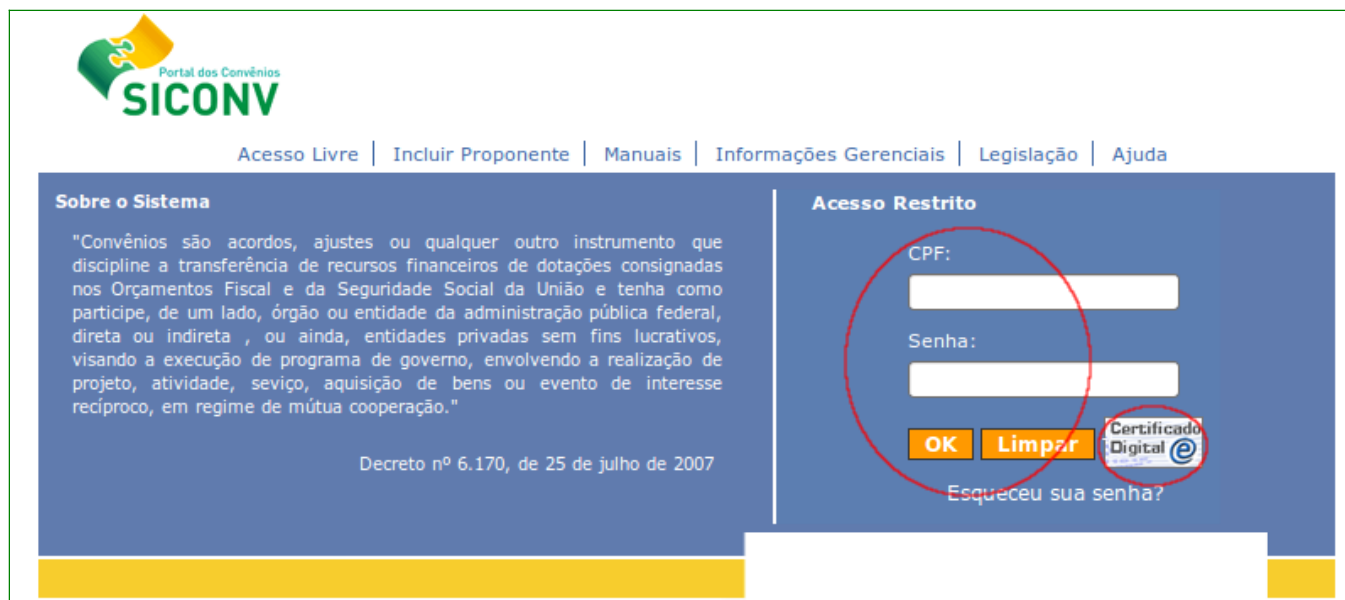 Portal dos Convênios
SICONV
Acesso Livre | Incluir Proponente | Manuais | Informações Gerenciais | Legislação | Ajuda
Sobre o Sistema
"Convênios são acordos, ajustes ou qualquer outro instrumento que
discipline a transferência de recursos financeiros de dotações consignadas
nos Orçamentos Fiscal e da Seguridade Social da União e tenha como
participe, de um lado, órgão ou entidade da administração pública federal,
direta ou indireta , ou ainda, entidades privadas sem fins lucrativos,
visando a execução de programa de governo, envolvendo a realização de
projeto, atividade, seviço, aquisição de bens ou evento de interesse
recíproco, em regime de mútua cooperação."
Decreto nº 6.170, de 25 de julho de 2007
Acesso Restrito
CPF:
Senha:
OK Limpar
Certificado
Digital e
Esqueceu sua senha?